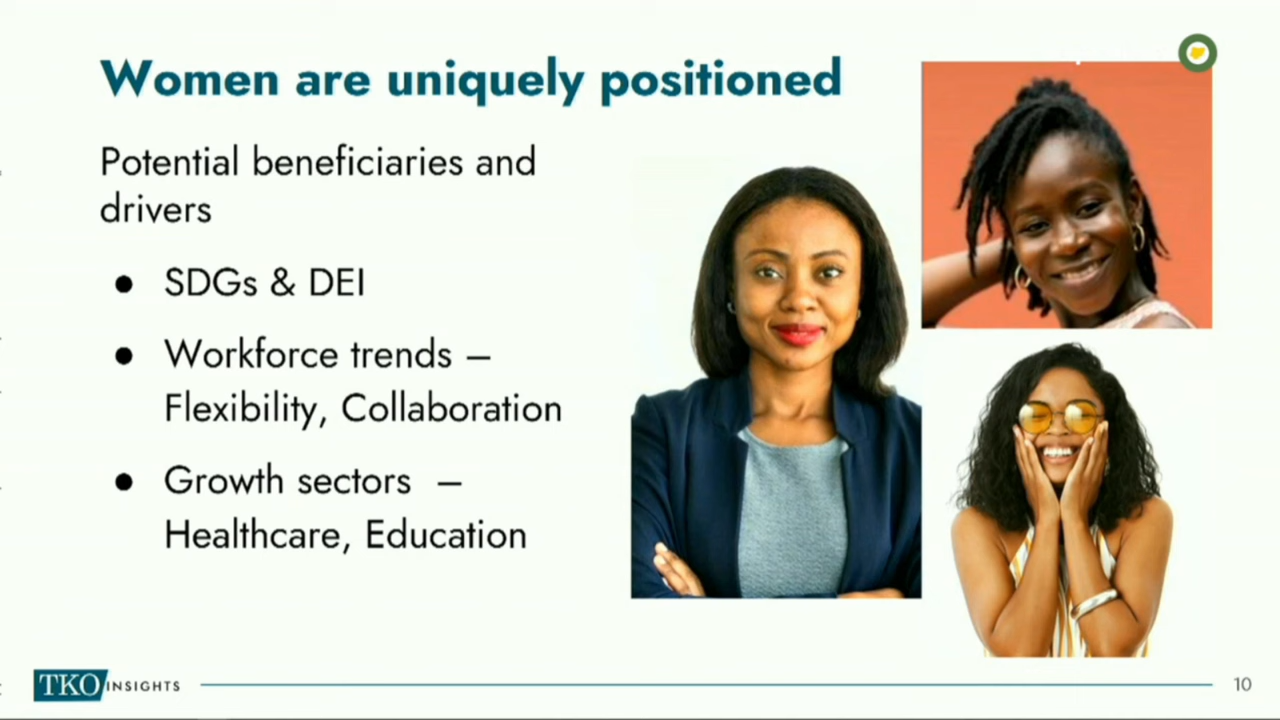 Women are uniquely positioned
Potential beneficiaries and
drivers
● SDGs & DEI
● Workforce trends –
Flexibility, Collaboration
● Growth sectors –
Healthcare, Education
TKO INSIGHTS
10